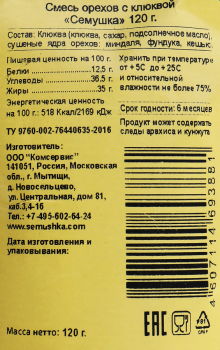 Смесь орехов с клюквой
«Семушка» 120 г.
Состав: Клюква (клюква, сахар, подсолнечное масло),
сушеные ядра орехов: миндаля, фундука, кешью.
Пищевая ценность на 100 г.:
Белки 12,5 г.
Углеводы 36,5 г.
Жиры 35 г.
Энергетическая ценность
на 100 г.: 518 Ккал/2169 кДж
Хранить при температуре
от +5С до +25С
и относительной
влажности не более 75%
Срок годности: 6 месяцев
ТУ 9760-002-76440635-2016
Продукт может содержать
следы арахиса и кунжута
Изготовитель:
ООО "Комсервис"
141051, Россия, Московская
обл., г. Мытищи,
д. Новосельцево,
ул. Центральная, дом 81,
каб.3,4-16
Тел.: +7-495-602-64-24
www.semushka.com
Дата изготовления и
упаковывания:
4607114693881
Масса нетто: 120 г.
EAC